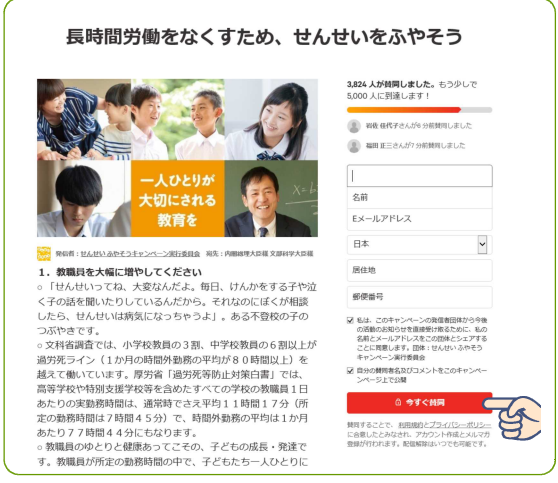 長時間労働をなくすため、せんせいをふやそう
一人ひとりが
大切にされる
教育を
発信者：せんせい ふやそうキャンペーン実行委員会 宛先：内閣総理大臣様 文部科学大臣様
１．教職員を大幅に増やしてください
○「せんせいってね、大変なんだよ。毎日、けんかをする子や泣
く子の話を聞いたりしているんだから。それなのにぼくが相談
したら、せんせいは病気になっちゃうよ」。ある不登校の子の
つぶやきです。
○文科省調査では、小学校教員の３割、中学校教員の６割以上が
過労死ライン（１か月の時間外勤務の平均が８０時間以上）を
越えて働いています。厚労省「過労死等防止対策白書」では、
高等学校や特別支援学校等を含めたすべての学校の教職員１日
あたりの実勤務時間は、通常時でさえ平均１１時間１７分（所
定の勤務時間は７時間４５分）で、時間外勤務の平均は１か月
あたり７７時間４４分にもなります。
○教職員のゆとりと健康あってこその、子どもの成長・発達で
す。教職員が所定の勤務時間の中で、子どもたち一人ひとりに
3,824 人が賛同しました。もう少しで
5,000 人に到達します！
岩佐 佳代子さんが6 分前賛同しました
福田 正三さんが7 分前賛同しました
名前
Eメールアドレス
日本
居住地
郵便番号
私は、このキャンペーンの発信者団体から今後
の活動のお知らせを直接受け取るために、私の
名前とメールアドレスをこの団体とシェアする
ことに同意します。団体：せんせい ふやそう
キャンペーン実行委員会
自分の賛同者名及びコメントをこのキャンペー
ンページ上で公開
今すぐ賛同
賛同することで、利用規約とプライバシーポリシー
に合意したとみなされ、アカウント作成とメルマガ
登録が行われます。配信解除はいつでも可能です。